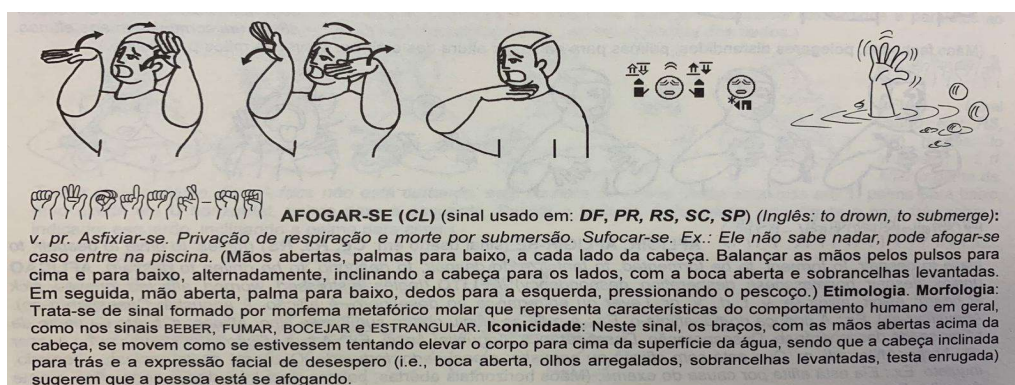 AFOGAR-SE (CL) (sinal usado em: DF, PR, RS, SC, SP) (Inglês: to drown, to submerge):
v. pr. Asfixiar-se. Privação de respiração e morte por submersão. Sufocar-se. Ex.: Ele não sabe nadar, pode afogar-se
caso entre na piscina. (Mãos abertas, palmas para baixo, a cada lado da cabeça. Balançar as mãos pelos pulsos para
cima e para baixo, alternadamente, inclinando a cabeça para os lados, com a boca aberta e sobrancelhas levantadas.
Em seguida, mão aberta, palma para baixo, dedos para a esquerda, pressionando o pescoço.) Etimologia. Morfologia:
Trata-se de sinal formado por morfema metafórico molar que representa características do comportamento humano em geral,
como nos sinais BEBER, FUMAR, BOCEJAR e ESTRANGULAR. Iconicidade: Neste sinal, os braços, com as mãos abertas acima da
cabeça, se movem como se estivessem tentando elevar o corpo para cima da superfície da água, sendo que a cabeça inclinada
para trás e a expressão facial de desespero (i.e., boca aberta, olhos arregalados, sobrancelhas levantadas, testa enrugada)
sugerem que a pessoa está se afogando.